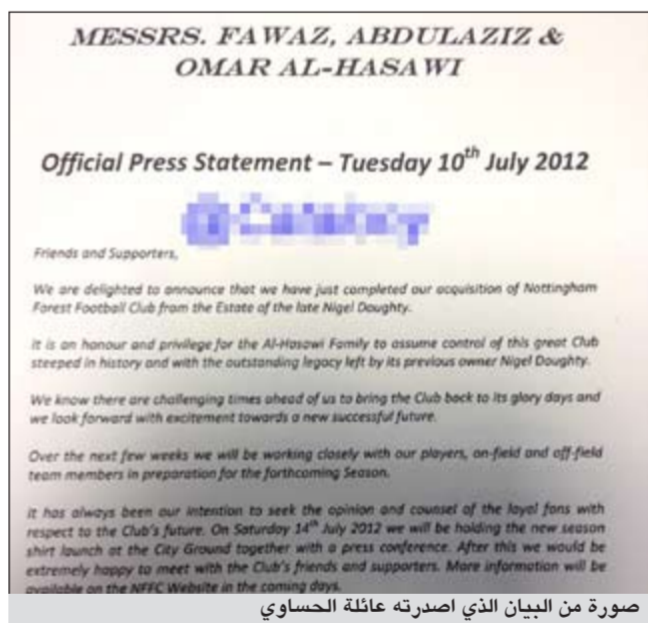 MESSRS. FAWAZ, ABDULAZIZ &
OMAR AL-HASAWI
Official Press Statement – Tuesday 10th July 2012
Friends and Supporters,
We are delighted to announce that we have just completed our acquisition of Nottingham
Forest Football Club from the Estate of the late Nigel Doughty.
It is an honour and privilege for the Al-Hasawi Family to assume control of this great Club
steeped in history and with the outstanding legacy left by its previous owner Nigel Doughty.
We know there are challenging times ahead of us to bring the Club back to its glory days and
we look forward with excitement towards a new successful future.
Over the next few weeks we will be working closely with our players, on-field and off-field
team members in preparation for the forthcoming Season.
It has always been our intention to seek the opinion and counsel of the loyal fans with
respect to the Club's future. On Saturday 14th July 2012 we will be holding the new season
shirt launch at the City Ground together with a press conference. After this we would be
extremely happy to meet with the Club's friends and supporters. More information will be
available on the NFFC Website in the coming days.
صورة من البيان الذي اصدرته عائلة الحساوي